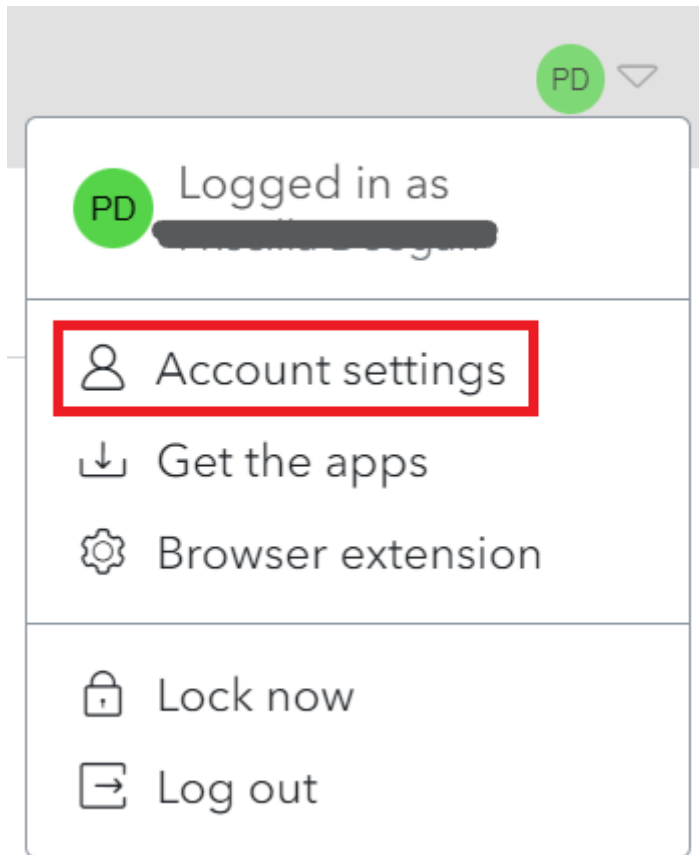 PD
PD
Logged in as
Account settings
Get the apps
Browser extension
Lock now
Log out